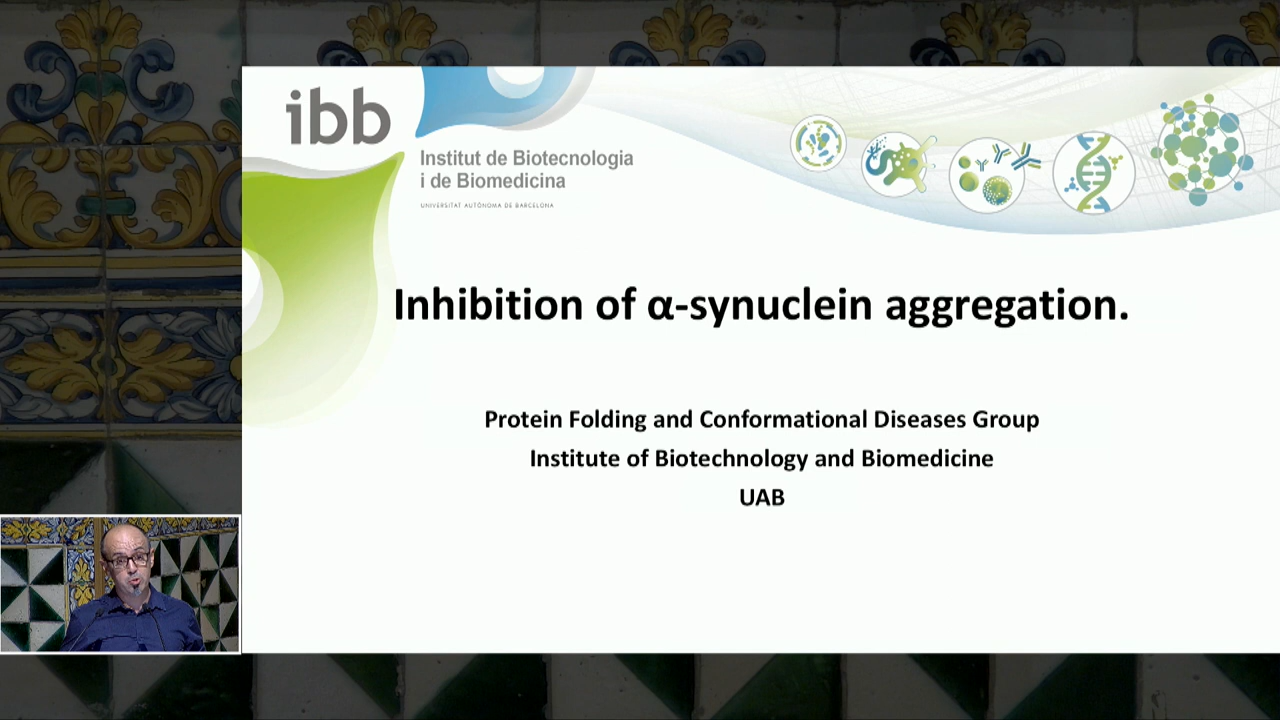 ibb
Institut de Biotecnologia
i de Biomedicina
UNIVERSITAT AUTÒNOMA DE BARCELONA
Inhibition of α-synuclein aggregation.
Protein Folding and Conformational Diseases Group
Institute of Biotechnology and Biomedicine
UAB